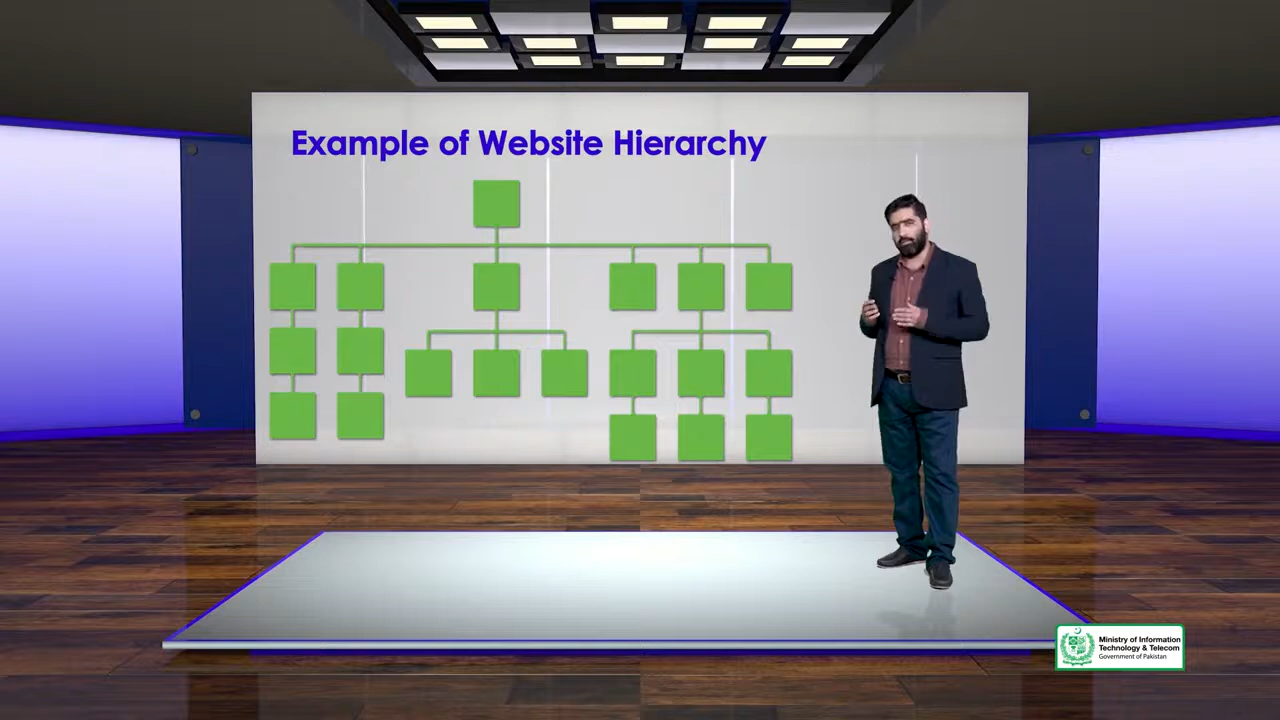 Example of Website Hierarchy
Ministry of Information
Technology & Telecom
Government of Pakistan